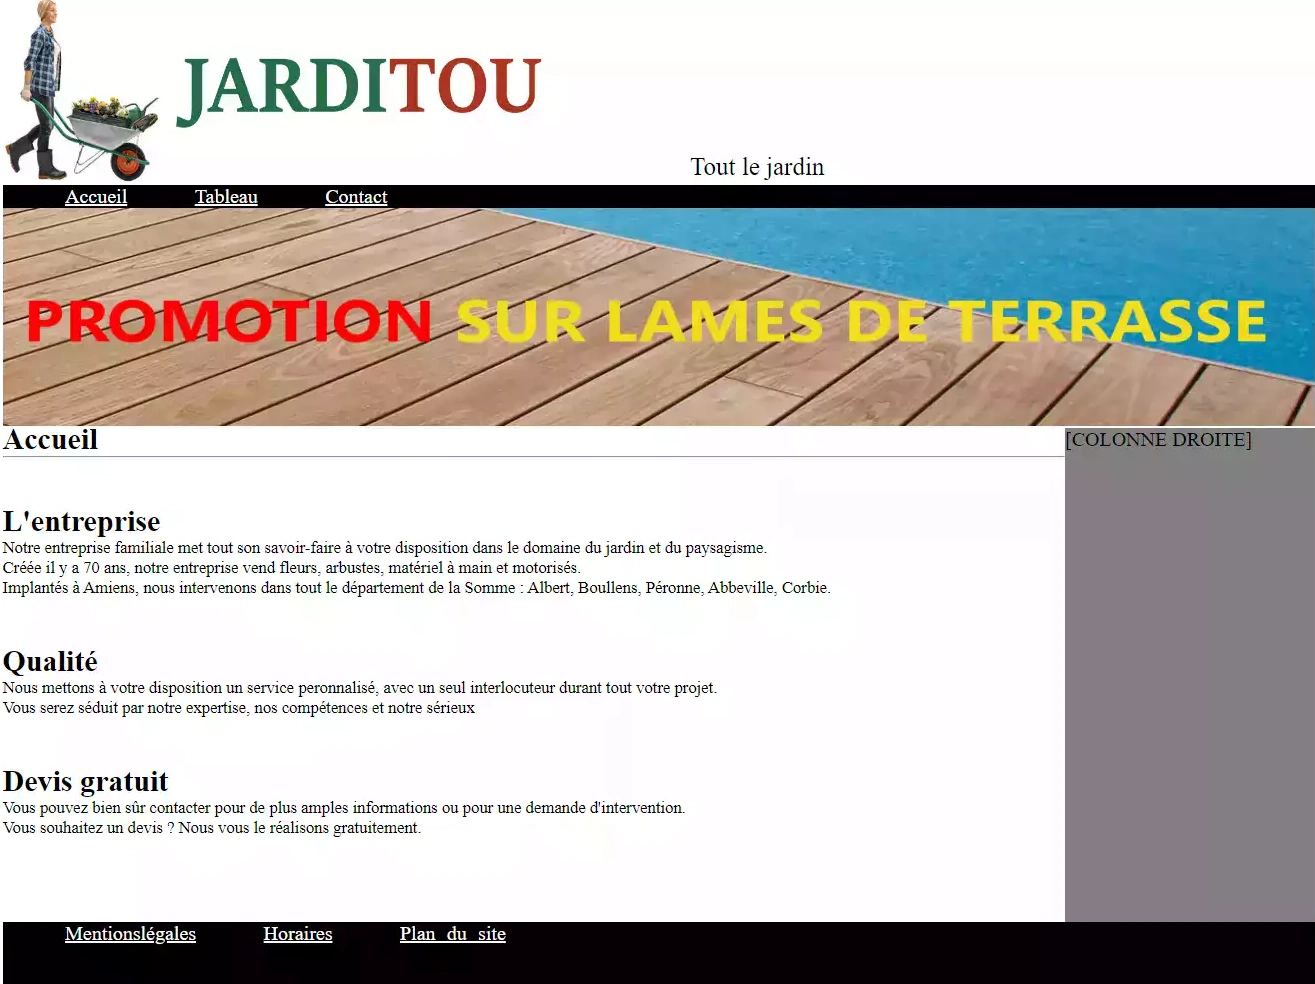 JARDITOU
Tout le jardin
Accueil Tableau Contact
PROMOTION SUR LAMES DE TERRASSE
Accueil
[COLONNE DROITE]
L'entreprise
Notre entreprise familiale met tout son savoir-faire à votre disposition dans le domaine du jardin et du paysagisme.
Créée il y a 70 ans, notre entreprise vend fleurs, arbustes, matériel à main et motorisés.
Implantés à Amiens, nous intervenons dans tout le département de la Somme : Albert, Boullens, Péronne, Abbeville, Corbie.
Qualité
Nous mettons à votre disposition un service peronnalisé, avec un seul interlocuteur durant tout votre projet.
Vous serez séduit par notre expertise, nos compétences et notre sérieux
Devis gratuit
Vous pouvez bien sûr contacter pour de plus amples informations ou pour une demande d'intervention.
Vous souhaitez un devis ? Nous vous le réalisons gratuitement.
Mentionslégales Horaires Plan_du_site